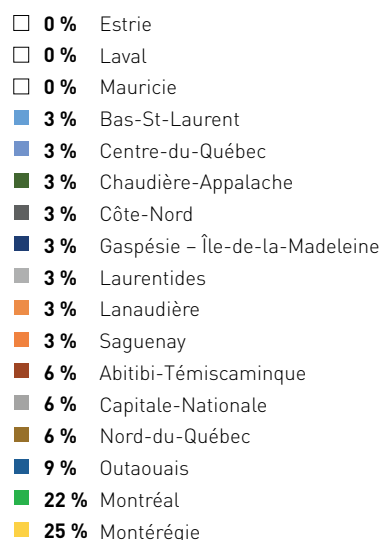 0 % Estrie
0 % Laval
0 % Mauricie
3 % Bas-St-Laurent
3 % Centre-du-Québec
3 % Chaudière-Appalache
3 % Côte-Nord
3 % Gaspésie – Île-de-la-Madeleine
3 % Laurentides
3 % Lanaudière
3 % Saguenay
6 % Abitibi-Témiscaminque
6 % Capitale-Nationale
6 % Nord-du-Québec
9 % Outaouais
22 % Montréal
25 % Montérégie